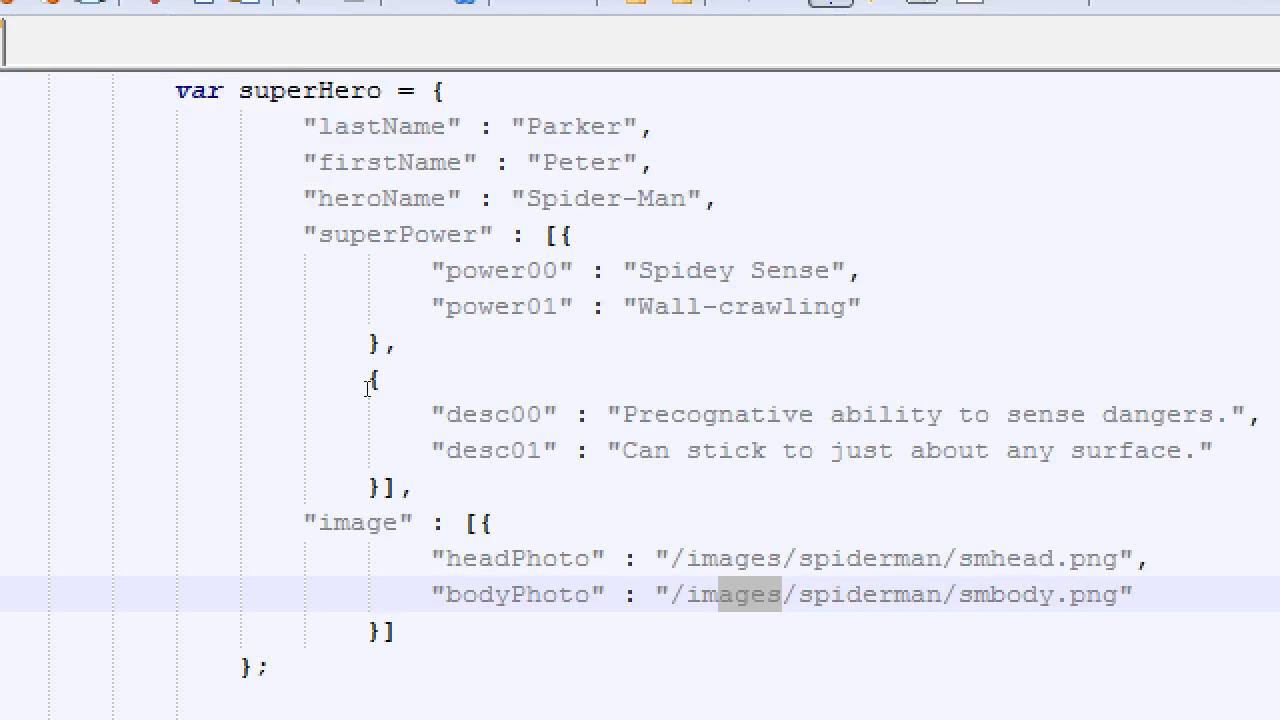 var superHero = {
"lastName" : "Parker",
"firstName" : "Peter",
"heroName" : "Spider-Man",
"superPower" : [{
"power00" : "Spidey Sense",
"power01" : "Wall-crawling"
},
{
"desc00" : "Precognative ability to sense dangers.",
"desc01" : "Can stick to just about any surface."
}],
"image" : [{
"headPhoto" : "/images/spiderman/smhead.png",
"bodyPhoto" : "/images/spiderman/smbody.png"
}]
};